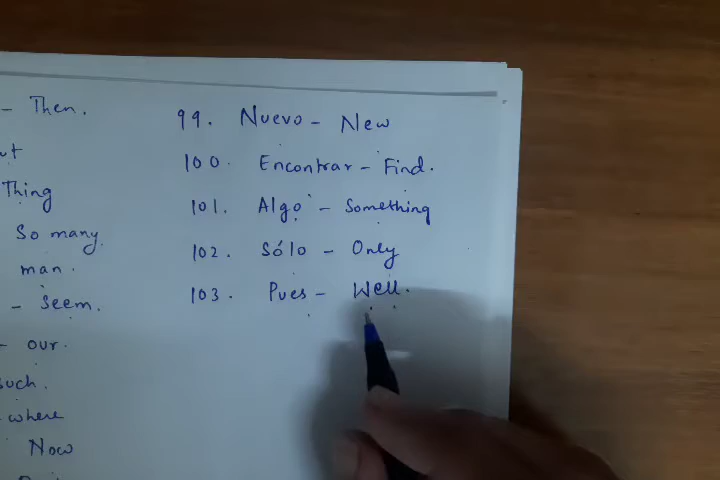 - Then.
Thing
So many
man.
- Seem.
- our.
such.
where
Now
99. Nuevo - New
100. Encontrar - Find.
101. Algo - Something
102. Sólo - Only
103. Pues - Well.